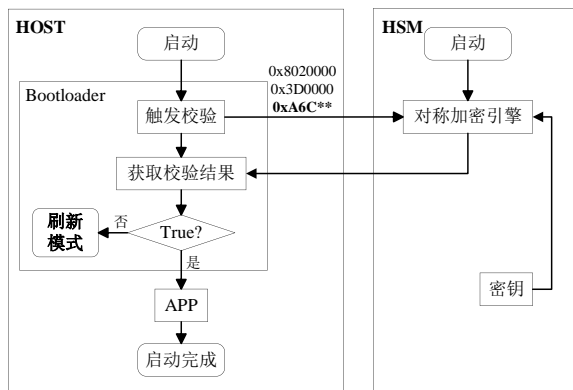 HOST
启动
0x8020000
0x3D0000
0xA6C**
Bootloader
触发校验
获取校验结果
刷新
模式
否
True?
是
APP
启动完成
HSM
启动
对称加密引擎
密钥